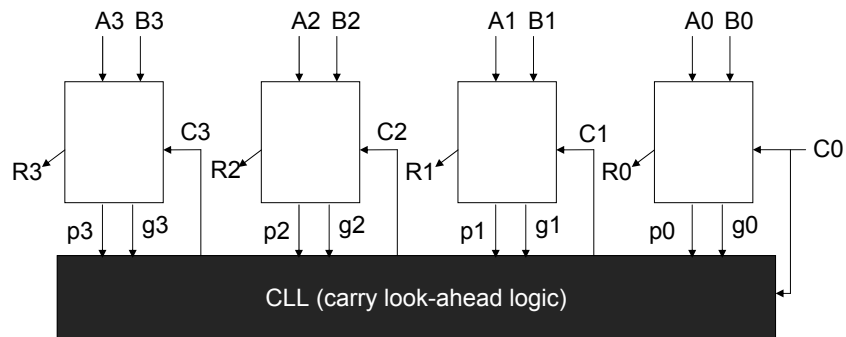 A3 B3 A2 B2 A1 B1 A0 B0
C3 C2 C1 C0
R3 R2 R1 R0
p3 g3 p2 g2 p1 g1 p0 g0
CLL (carry look-ahead logic)